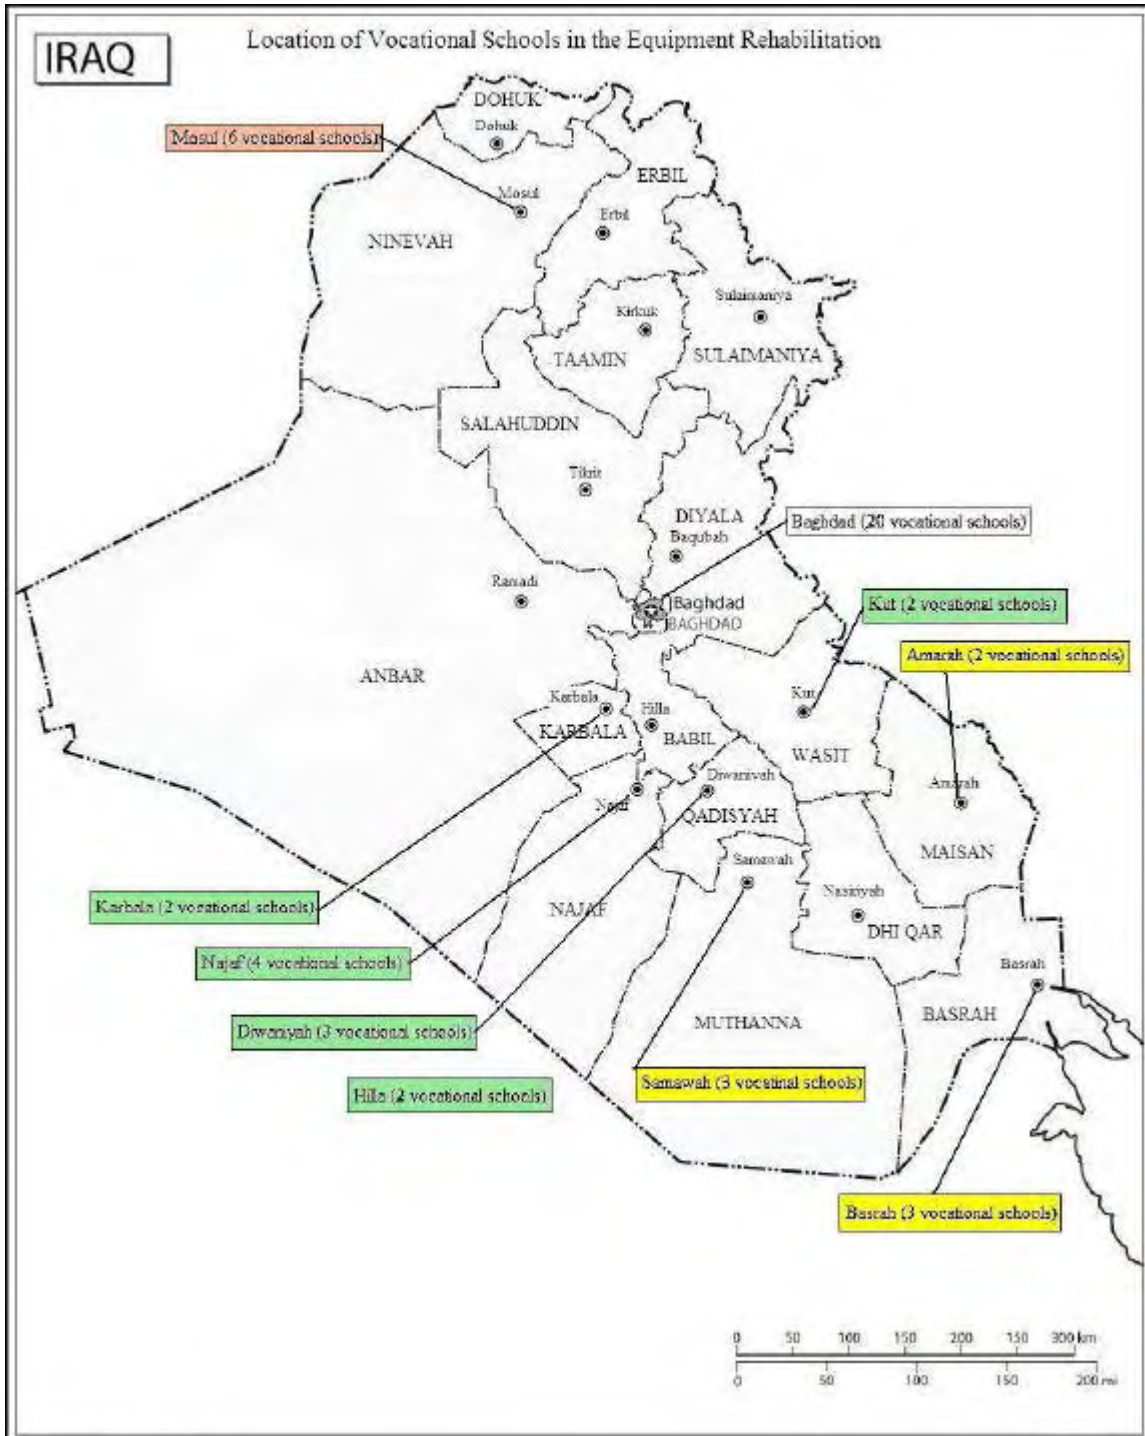 IRAQ
Location of Vocational Schools in the Equipment Rehabilitation
DOHUK
Dohuk
Mosul (6 vocational schools)
ERBIL
Mosul
Erbil
NINEVAH
Sulaimaniya
Kirkuk
TAAMIN
SULAIMANIYA
SALAHUDDIN
Tikrit
DIYALA
Baghdad (20 vocational schools)
Baqubah
Ramadi
Baghdad
BAGHDAD
Kut (2 vocational schools)
Amarah (2 vocational schools)
ANBAR
Karbala
Kut
Hilla
KARBALA
BABIL
WASIT
Diwaniyah
Amarah
Najaf
QADISYAH
MAISAN
Samawah
Nasiriyah
Karbala (2 vocational schools)
NAJAF
DHI QAR
Najaf (4 vocational schools)
Basrah
BASRAH
MUTHANNA
Diwaniyah (3 vocational schools)
Samawah (3 vocatinal schools)
Hilla (2 vocational schools)
Basrah (3 vocational schools)
0 50 100 150 200 150 300 km
0 50 100 150 200 mi